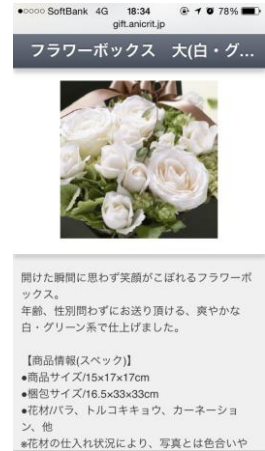 ●○○○○ SoftBank 4G 18:34 78%
gift.anicrit.jp
フラワーボックス 大(白・グ...
開けた瞬間に思わず笑顔がこぼれるフラワーボ
ックス。
年齢、性別問わずにお送り頂ける、爽やかな
白・グリーン系で仕上げました。
【商品情報(スペック)】
●商品サイズ/15×17×17cm
●梱包サイズ/16.5×33×33cm
●花材/バラ、トルコキキョウ、カーネーショ
ン、他
※花材の仕入れ状況により、写真とは色合いや